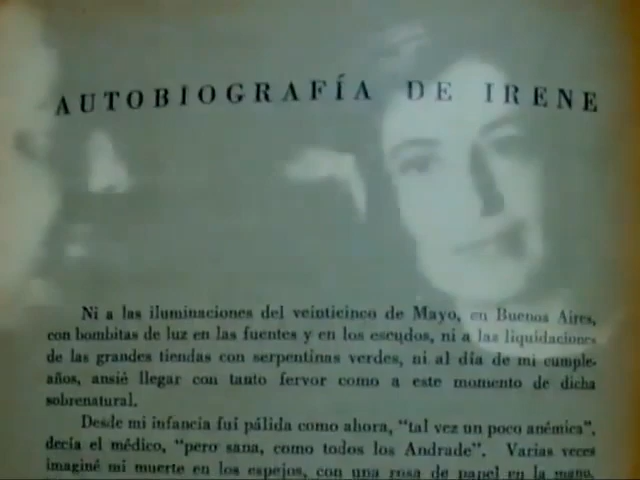 AUTOBIOGRAFÍA DE IRENE
Ni a las iluminaciones del veinticinco de Mayo, en Buenos Aires,
con bombitas de luz en las fuentes y en los escudos, ni a las liquidaciones
de las grandes tiendas con serpentinas verdes, ni al día de mi cumple-
años, ansié llegar con tanto fervor como a este momento de dicha
sobrenatural.
Desde mi infancia fuí pálida como ahora, "tal vez un poco anémica",
decía el médico, "pero sana, como todos los Andrade". Varias veces
imaginé mi muerte en los espejos, con una rosa de papel en la mano.